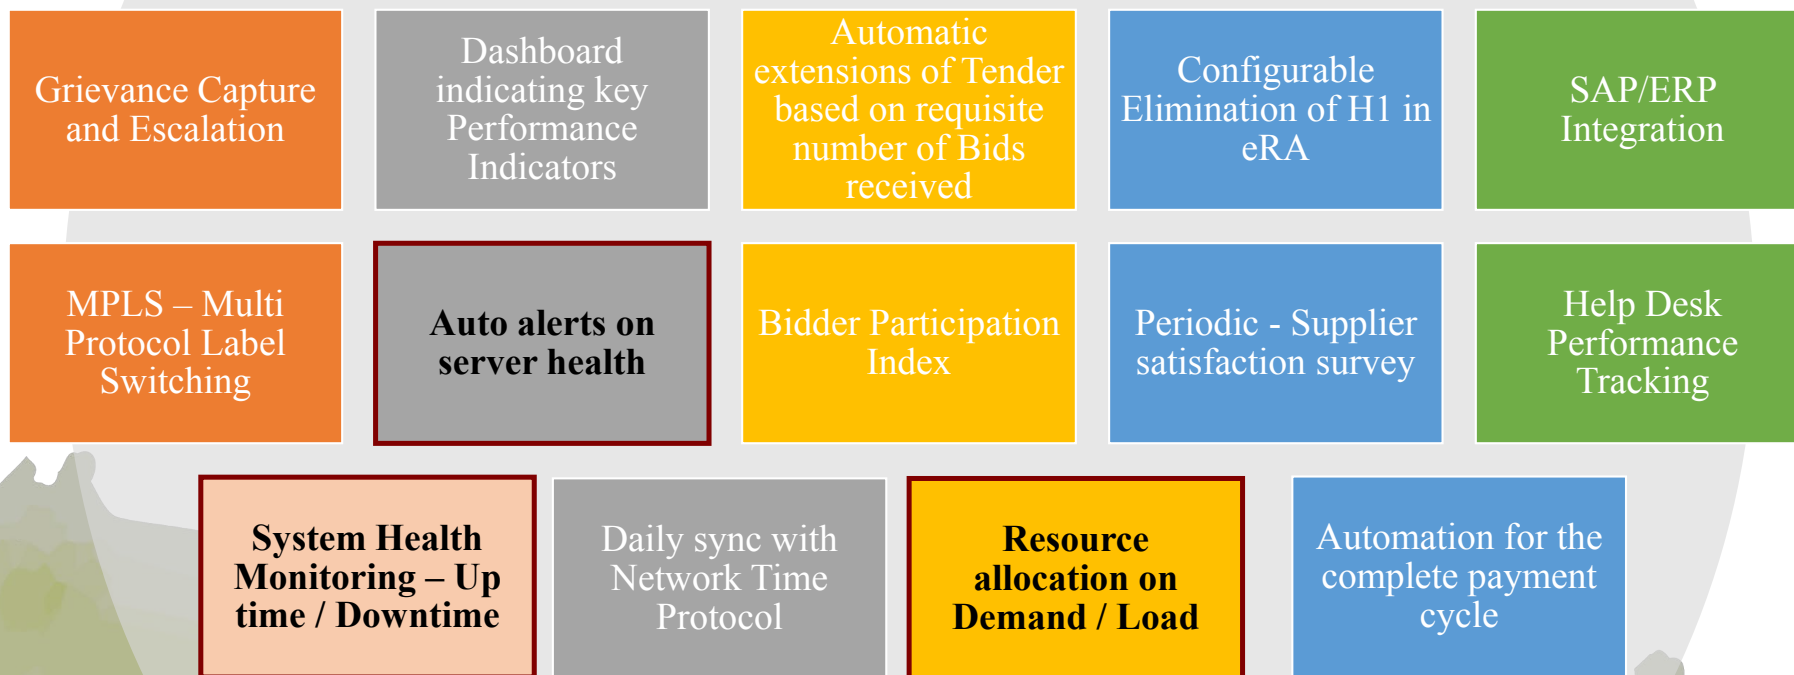 Grievance Capture
and Escalation
Dashboard
indicating key
Performance
Indicators
Automatic
extensions of Tender
based on requisite
number of Bids
received
Configurable
Elimination of H1 in
eRA
SAP/ERP
Integration
MPLS – Multi
Protocol Label
Switching
Auto alerts on
server health
Bidder Participation
Index
Periodic - Supplier
satisfaction survey
Help Desk
Performance
Tracking
System Health
Monitoring – Up
time / Downtime
Daily sync with
Network Time
Protocol
Resource
allocation on
Demand / Load
Automation for the
complete payment
cycle